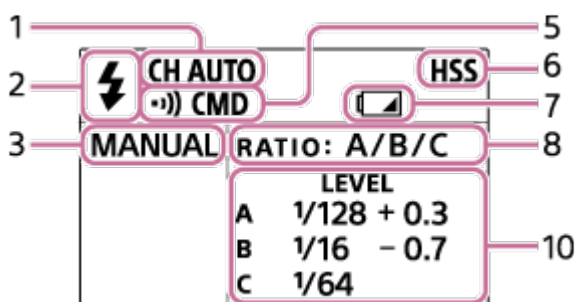 1
5
2
CH AUTO
HSS
6
•)) CMD
7
3
MANUAL
RATIO: A/B/C
8
LEVEL
A 1/128 + 0.3
B 1/16 − 0.7
10
C 1/64